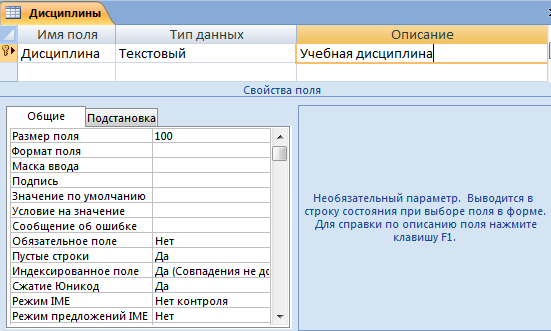 Дисциплины
Имя поля Тип данных Описание
Дисциплина Текстовый Учебная дисциплина
Свойства поля
Общие Подстановка
Размер поля 100
Формат поля
Маска ввода
Подпись
Значение по умолчанию
Условие на значение
Сообщение об ошибке
Обязательное поле Нет
Пустые строки Да
Индексированное поле Да (Совпадения не до
Сжатие Юникод Да
Режим IME Нет контроля
Режим предложений IME Нет
Необязательный параметр. Выводится в
строку состояния при выборе поля в форме.
Для справки по описанию поля нажмите
клавишу F1.